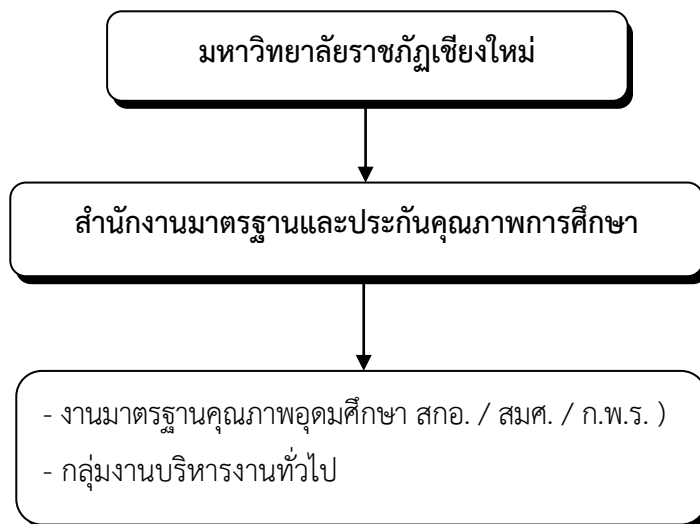 มหาวิทยาลัยราชภัฏเชียงใหม่
สำนักงานมาตรฐานและประกันคุณภาพการศึกษา
- งานมาตรฐานคุณภาพอุดมศึกษา สกอ. / สมศ. / ก.พ.ร. )
- กลุ่มงานบริหารงานทั่วไป